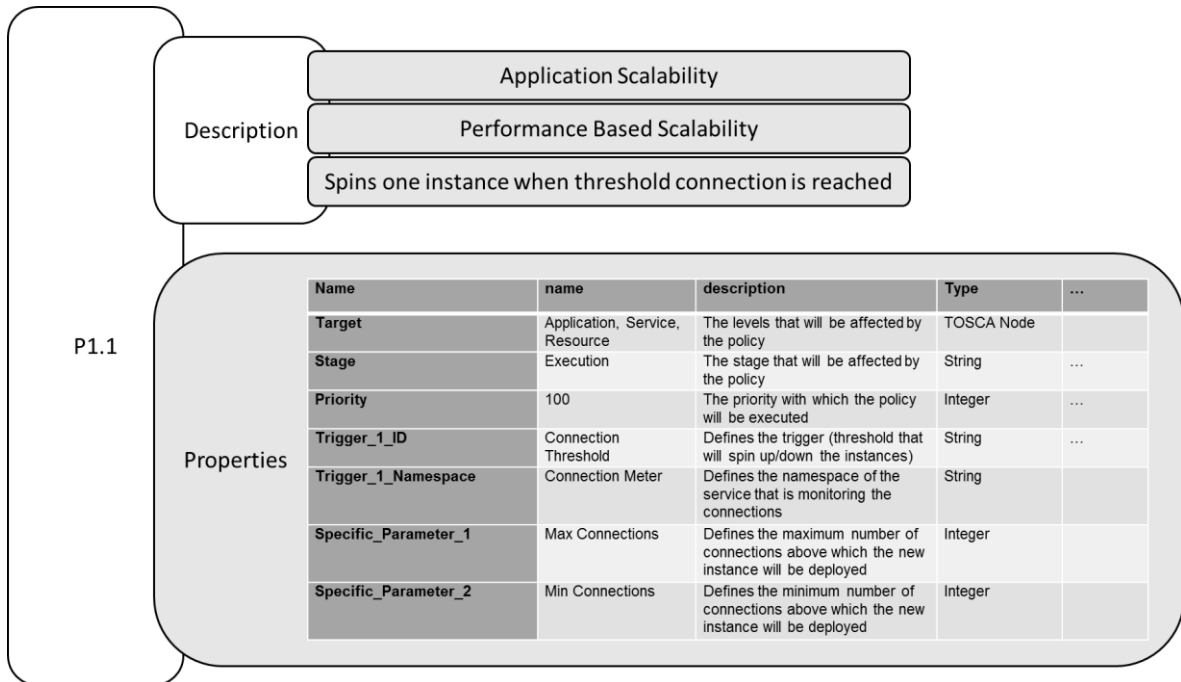 P1.1
Description
Application Scalability
Performance Based Scalability
Spins one instance when threshold connection is reached
Properties
Name name description Type …
Target Application, Service, The levels that will be affected by TOSCA Node
Resource the policy
Stage Execution The stage that will be affected by String …
the policy
Priority 100 The priority with which the policy Integer …
will be executed
Trigger_1_ID Connection Defines the trigger (threshold that String …
Threshold will spin up/down the instances)
Trigger_1_Namespace Connection Meter Defines the namespace of the String
service that is monitoring the
connections
Specific_Parameter_1 Max Connections Defines the maximum number of Integer
connections above which the new
instance will be deployed
Specific_Parameter_2 Min Connections Defines the minimum number of Integer
connections above which the new
instance will be deployed